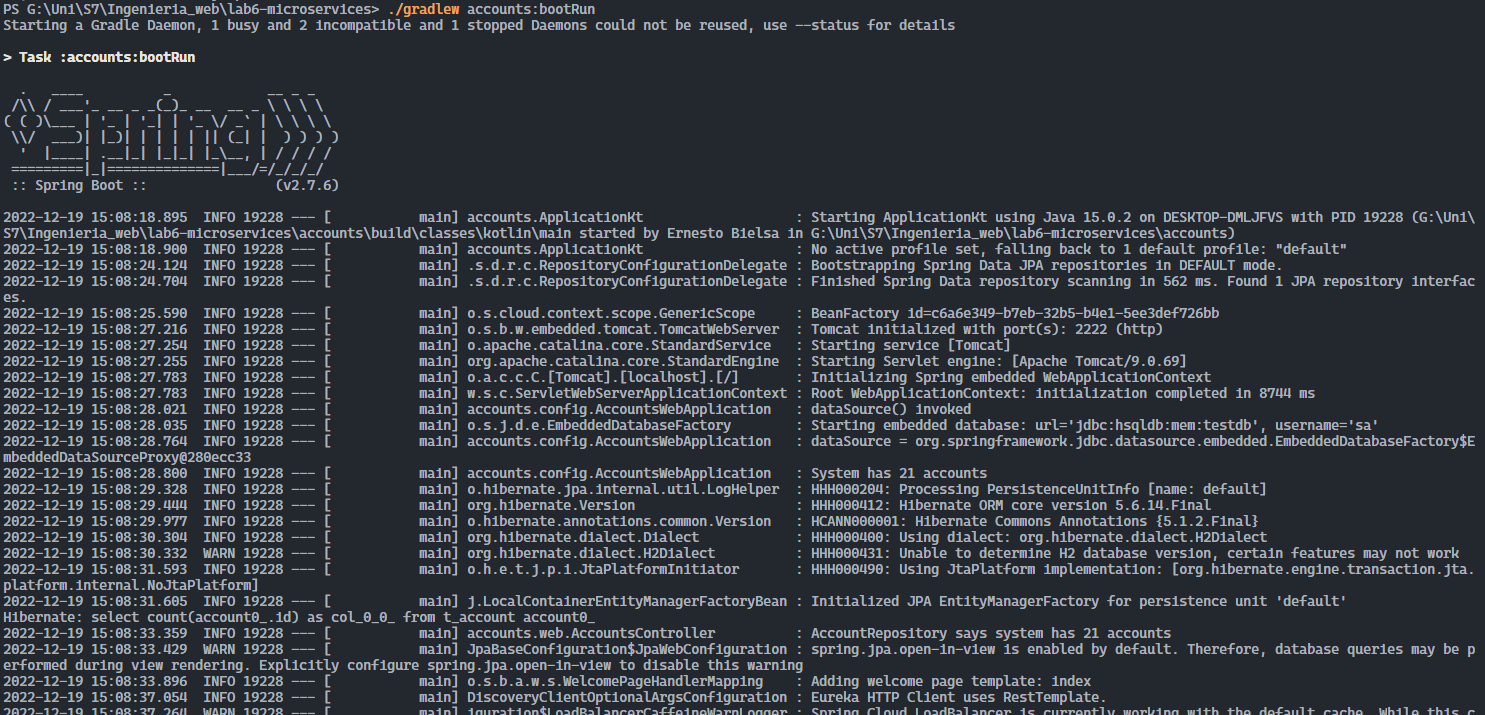 PS G:\Uni\S7\Ingenieria_web\lab6-microservices> ./gradlew accounts:bootRun
Starting a Gradle Daemon, 1 busy and 2 incompatible and 1 stopped Daemons could not be reused, use --status for details
> Task :accounts:bootRun
  .   ____          _            __ _ _
 /\\ / ___'_ __ _ _(_)_ __  __ _ \ \ \ \
( ( )\___ | '_ | '_| | '_ \/ _` | \ \ \ \
 \\/  ___)| |_)| | | | | || (_| |  ) ) ) )
  '  |____| .__|_| |_|_| |_\__, | / / / /
 =========|_|==============|___/=/_/_/_/
 :: Spring Boot ::                (v2.7.6)
2022-12-19 15:08:18.895  INFO 19228 --- [           main] accounts.ApplicationKt                   : Starting ApplicationKt using Java 15.0.2 on DESKTOP-DMLJFVS with PID 19228 (G:\Uni\
S7\Ingenieria_web\lab6-microservices\accounts\build\classes\kotlin\main started by Ernesto Bielsa in G:\Uni\S7\Ingenieria_web\lab6-microservices\accounts)
2022-12-19 15:08:18.900  INFO 19228 --- [           main] accounts.ApplicationKt                   : No active profile set, falling back to 1 default profile: "default"
2022-12-19 15:08:24.124  INFO 19228 --- [           main] .s.d.r.c.RepositoryConfigurationDelegate : Bootstrapping Spring Data JPA repositories in DEFAULT mode.
2022-12-19 15:08:24.704  INFO 19228 --- [           main] .s.d.r.c.RepositoryConfigurationDelegate : Finished Spring Data repository scanning in 562 ms. Found 1 JPA repository interfac
es.
2022-12-19 15:08:25.590  INFO 19228 --- [           main] o.s.cloud.context.scope.GenericScope     : BeanFactory id=c6a6e349-b7eb-32b5-b4e1-5ee3def726bb
2022-12-19 15:08:27.216  INFO 19228 --- [           main] o.s.b.w.embedded.tomcat.TomcatWebServer  : Tomcat initialized with port(s): 2222 (http)
2022-12-19 15:08:27.254  INFO 19228 --- [           main] o.apache.catalina.core.StandardService   : Starting service [Tomcat]
2022-12-19 15:08:27.255  INFO 19228 --- [           main] org.apache.catalina.core.StandardEngine  : Starting Servlet engine: [Apache Tomcat/9.0.69]
2022-12-19 15:08:27.783  INFO 19228 --- [           main] o.a.c.c.C.[Tomcat].[localhost].[/]       : Initializing Spring embedded WebApplicationContext
2022-12-19 15:08:27.783  INFO 19228 --- [           main] w.s.c.ServletWebServerApplicationContext : Root WebApplicationContext: initialization completed in 8744 ms
2022-12-19 15:08:28.021  INFO 19228 --- [           main] accounts.config.AccountsWebApplication   : dataSource() invoked
2022-12-19 15:08:28.035  INFO 19228 --- [           main] o.s.j.d.e.EmbeddedDatabaseFactory        : Starting embedded database: url='jdbc:hsqldb:mem:testdb', username='sa'
2022-12-19 15:08:28.764  INFO 19228 --- [           main] accounts.config.AccountsWebApplication   : dataSource = org.springframework.jdbc.datasource.embedded.EmbeddedDatabaseFactory$E
mbeddedDataSourceProxy@280ecc33
2022-12-19 15:08:28.800  INFO 19228 --- [           main] accounts.config.AccountsWebApplication   : System has 21 accounts
2022-12-19 15:08:29.328  INFO 19228 --- [           main] o.hibernate.jpa.internal.util.LogHelper  : HHH000204: Processing PersistenceUnitInfo [name: default]
2022-12-19 15:08:29.444  INFO 19228 --- [           main] org.hibernate.Version                    : HHH000412: Hibernate ORM core version 5.6.14.Final
2022-12-19 15:08:29.977  INFO 19228 --- [           main] o.hibernate.annotations.common.Version   : HCANN000001: Hibernate Commons Annotations {5.1.2.Final}
2022-12-19 15:08:30.304  INFO 19228 --- [           main] org.hibernate.dialect.Dialect            : HHH000400: Using dialect: org.hibernate.dialect.H2Dialect
2022-12-19 15:08:30.332  WARN 19228 --- [           main] org.hibernate.dialect.H2Dialect          : HHH000431: Unable to determine H2 database version, certain features may not work
2022-12-19 15:08:31.593  INFO 19228 --- [           main] o.h.e.t.j.p.i.JtaPlatformInitiator       : HHH000490: Using JtaPlatform implementation: [org.hibernate.engine.transaction.jta.
platform.internal.NoJtaPlatform]
2022-12-19 15:08:31.605  INFO 19228 --- [           main] j.LocalContainerEntityManagerFactoryBean : Initialized JPA EntityManagerFactory for persistence unit 'default'
Hibernate: select count(account0_.id) as col_0_0_ from t_account account0_
2022-12-19 15:08:33.359  INFO 19228 --- [           main] accounts.web.AccountsController          : AccountRepository says system has 21 accounts
2022-12-19 15:08:33.429  WARN 19228 --- [           main] JpaBaseConfiguration$JpaWebConfiguration : spring.jpa.open-in-view is enabled by default. Therefore, database queries may be p
erformed during view rendering. Explicitly configure spring.jpa.open-in-view to disable this warning
2022-12-19 15:08:33.896  INFO 19228 --- [           main] o.s.b.a.w.s.WelcomePageHandlerMapping    : Adding welcome page template: index
2022-12-19 15:08:37.054  INFO 19228 --- [           main] DiscoveryClientOptionalArgsConfiguration : Eureka HTTP Client uses RestTemplate.
2022-12-19 15:08:37.264  WARN 19228 --- [           main] iguration$LoadBalancerCaffeineWarnLogger : Spring Cloud LoadBalancer is currently working with the default cache. While this c